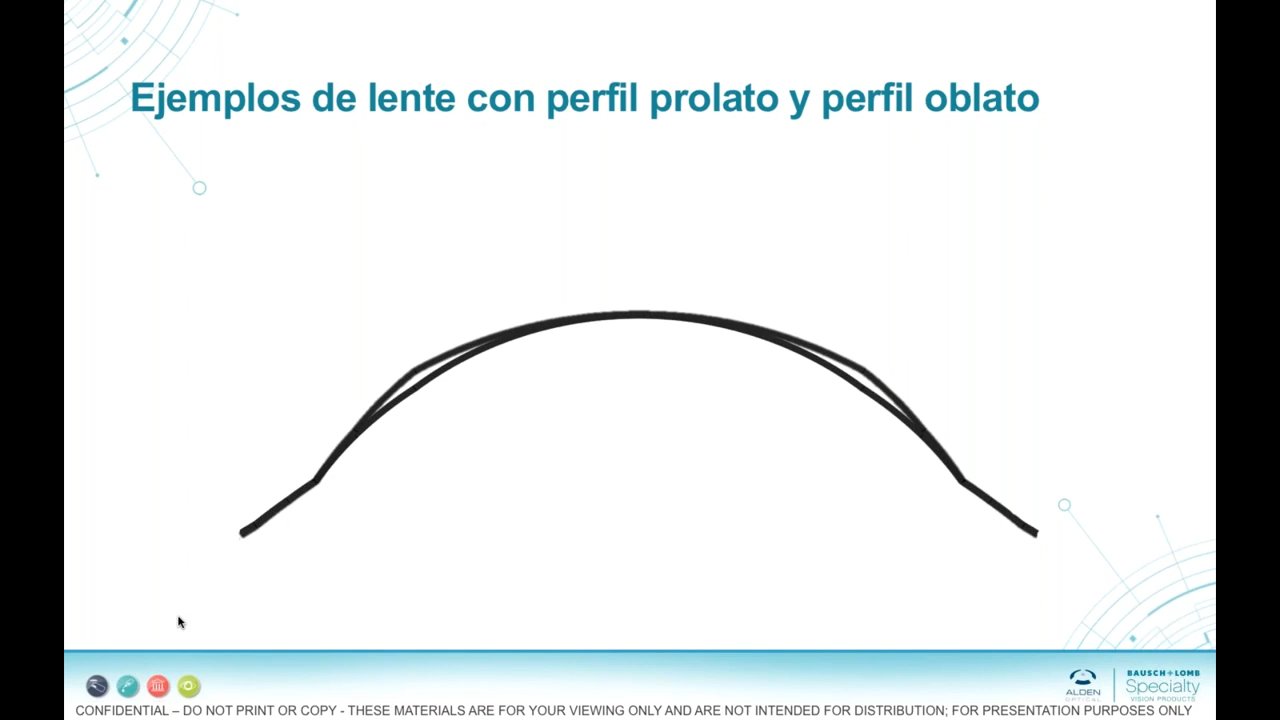 Ejemplos de lente con perfil prolato y perfil oblato
ALDEN
OPTICAL
BAUSCH + LOMB
Specialty
VISION PRODUCTS
CONFIDENTIAL – DO NOT PRINT OR COPY - THESE MATERIALS ARE FOR YOUR VIEWING ONLY AND ARE NOT INTENDED FOR DISTRIBUTION; FOR PRESENTATION PURPOSES ONLY